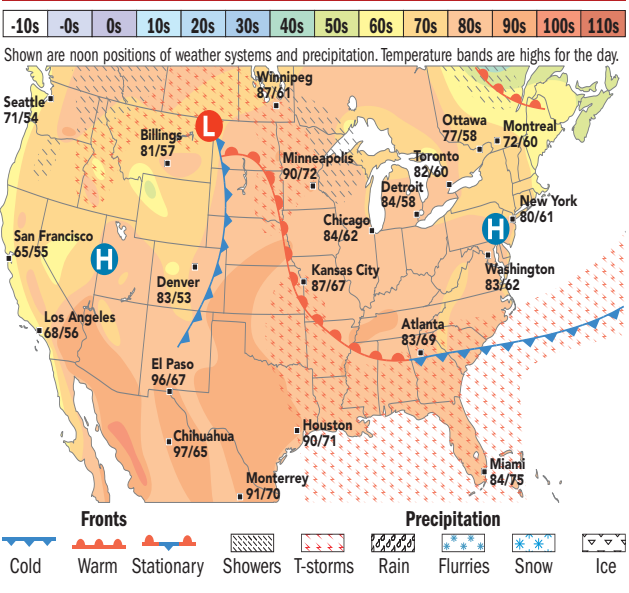 -10s -0s 0s 10s 20s 30s 40s 50s 60s 70s 80s 90s 100s 110s
Shown are noon positions of weather systems and precipitation. Temperature bands are highs for the day.
Winnipeg
87/61
Seattle
71/54
L
Billings
81/57
Ottawa
77/58
Montreal
72/60
Minneapolis
90/72
Toronto
82/60
Detroit
84/58
New York
80/61
Chicago
84/62
H
San Francisco
65/55
H
Denver
83/53
Kansas City
87/67
Washington
83/62
Los Angeles
68/56
Atlanta
83/69
El Paso
96/67
Chihuahua
97/65
Houston
90/71
Monterrey
91/70
Miami
84/75
Fronts
Precipitation
Cold Warm Stationary Showers T-storms Rain Flurries Snow Ice